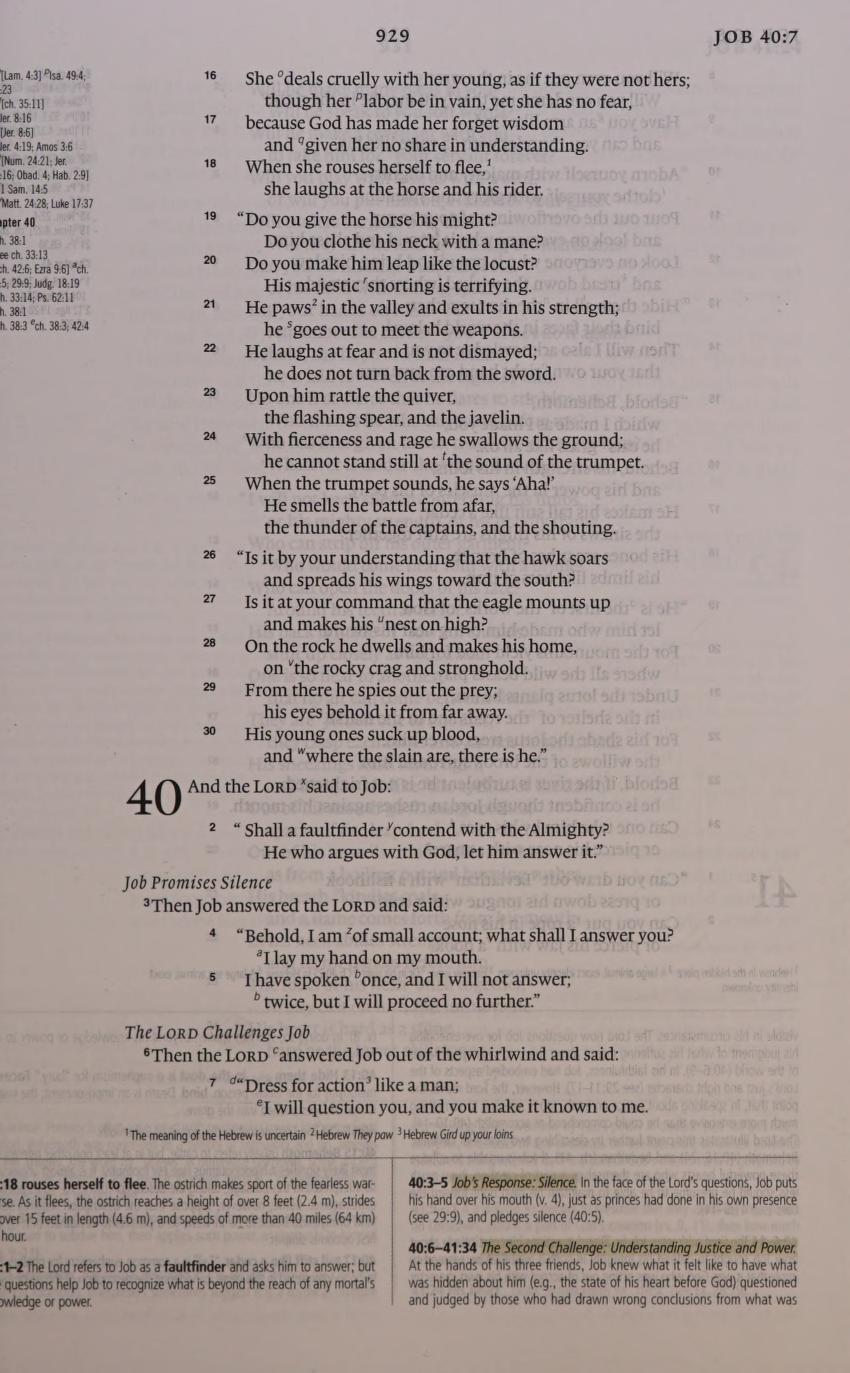 929
JOB 40:7
[Lam. 4:3] pIsa. 49:4;
:23
[ch. 35:11]
Jer. 8:16
[Jer. 8:6]
Jer. 4:19; Amos 3:6
[Num. 24:21; Jer.
:16; Obad. 4; Hab. 2:9]
1 Sam. 14:5
Matt. 24:28; Luke 17:37
pter 40
h. 38:1
ee ch. 33:13
ch. 42:6; Ezra 9:6] ach.
:5; 29:9; Judg. 18:19
h. 33:14; Ps. 62:11
h. 38:1
h. 38:3 ech. 38:3; 42:4
16 She odeals cruelly with her young, as if they were not hers;
though her plabor be in vain, yet she has no fear,
17 because God has made her forget wisdom
and qgiven her no share in understanding.
18 When she rouses herself to flee,1
she laughs at the horse and his rider.
19 “Do you give the horse his might?
Do you clothe his neck with a mane?
20 Do you make him leap like the locust?
His majestic rsnorting is terrifying.
21 He paws2 in the valley and exults in his strength;
he sgoes out to meet the weapons.
22 He laughs at fear and is not dismayed;
he does not turn back from the sword.
23 Upon him rattle the quiver,
the flashing spear, and the javelin.
24 With fierceness and rage he swallows the ground;
he cannot stand still at tthe sound of the trumpet.
25 When the trumpet sounds, he says ‘Aha!’
He smells the battle from afar,
the thunder of the captains, and the shouting.
26 “Is it by your understanding that the hawk soars
and spreads his wings toward the south?
27 Is it at your command that the eagle mounts up
and makes his unest on high?
28 On the rock he dwells and makes his home,
on vthe rocky crag and stronghold.
29 From there he spies out the prey;
his eyes behold it from far away.
30 His young ones suck up blood,
and wwhere the slain are, there is he.”
40 And the LORD xsaid to Job:
2 “Shall a faultfinder ycontend with the Almighty?
He who argues with God, let him answer it.”
Job Promises Silence
3Then Job answered the LORD and said:
4 “Behold, I am zof small account; what shall I answer you?
aI lay my hand on my mouth.
5 I have spoken bonce, and I will not answer;
btwice, but I will proceed no further.”
The LORD Challenges Job
6Then the LORD canswered Job out of the whirlwind and said:
7 d“Dress for action3 like a man;
eI will question you, and you make it known to me.
1 The meaning of the Hebrew is uncertain 2 Hebrew They paw 3 Hebrew Gird up your loins
:18 rouses herself to flee. The ostrich makes sport of the fearless war-
se. As it flees, the ostrich reaches a height of over 8 feet (2.4 m), strides
over 15 feet in length (4.6 m), and speeds of more than 40 miles (64 km)
hour.
:1–2 The Lord refers to Job as a faultfinder and asks him to answer; but
questions help Job to recognize what is beyond the reach of any mortal's
owledge or power.
40:3–5 Job's Response: Silence. In the face of the Lord's questions, Job puts
his hand over his mouth (v. 4), just as princes had done in his own presence
(see 29:9), and pledges silence (40:5).
40:6–41:34 The Second Challenge: Understanding Justice and Power.
At the hands of his three friends, Job knew what it felt like to have what
was hidden about him (e.g., the state of his heart before God) questioned
and judged by those who had drawn wrong conclusions from what was